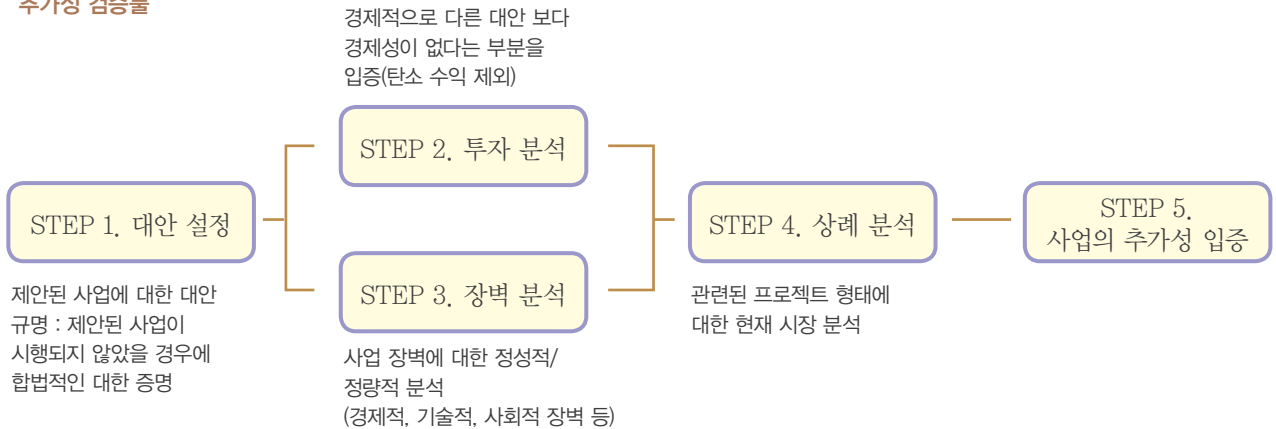 추가성 검증툴
경제적으로 다른 대안 보다
경제성이 없다는 부분을
입증(탄소 수익 제외)
STEP 2. 투자 분석
STEP 1. 대안 설정
제안된 사업에 대한 대안
규명 : 제안된 사업이
시행되지 않았을 경우에
합법적인 대한 증명
STEP 3. 장벽 분석
사업 장벽에 대한 정성적/
정량적 분석
(경제적, 기술적, 사회적 장벽 등)
STEP 4. 상례 분석
관련된 프로젝트 형태에
대한 현재 시장 분석
STEP 5.
사업의 추가성 입증